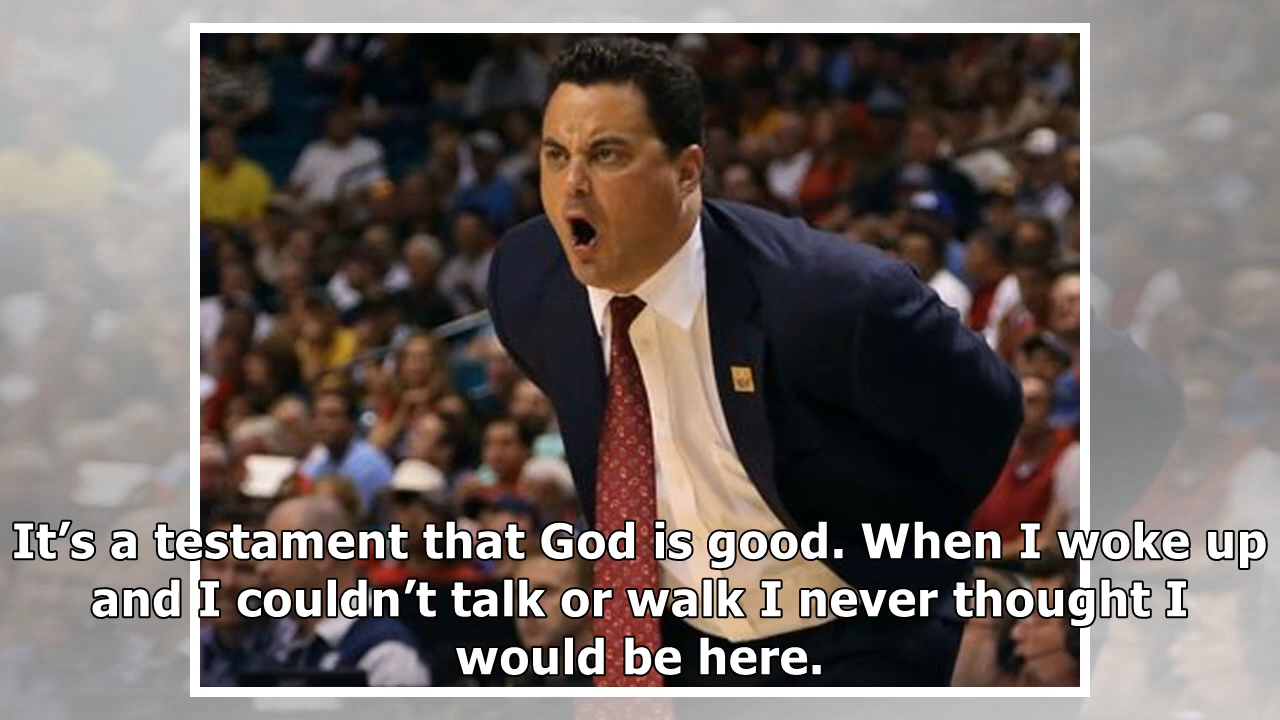 It’s a testament that God is good. When I woke up
and I couldn’t talk or walk I never thought I
would be here.